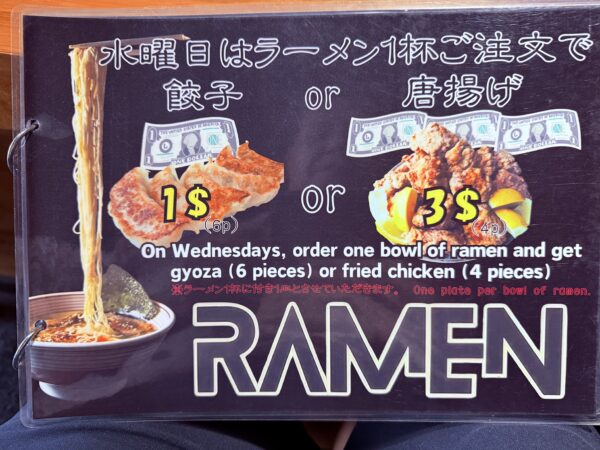 水曜日はラーメン1杯ご注文で
餃子 or 唐揚げ
ONE DOLLAR
1$ or 3$
(6p) (4p)
On Wednesdays, order one bowl of ramen and get
gyoza (6 pieces) or fried chicken (4 pieces)
※ラーメン1杯に付き1皿とさせていただきます。 One plate per bowl of ramen.
RAMEN